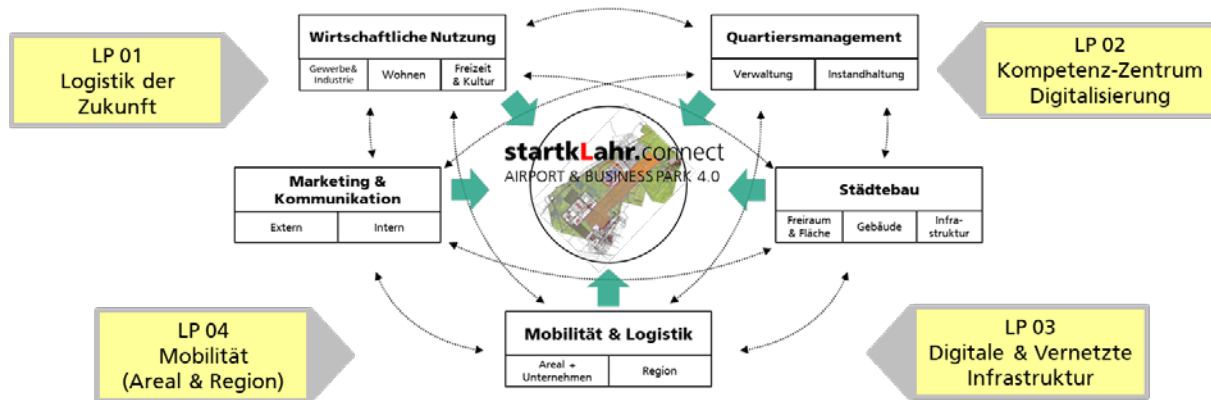 LP 01
Logistik der
Zukunft
Wirtschaftliche Nutzung
Gewerbe&
Industrie
Wohnen
Freizeit
& Kultur
Quartiersmanagement
Verwaltung
Instandhaltung
LP 02
Kompetenz-Zentrum
Digitalisierung
startkLahr.connect
AIRPORT & BUSINESS PARK 4.0
Marketing &
Kommunikation
Extern
Intern
Städtebau
Freiraum
& Fläche
Gebäude
Infra-
struktur
LP 04
Mobilität
(Areal & Region)
Mobilität & Logistik
Areal +
Unternehmen
Region
LP 03
Digitale & Vernetzte
Infrastruktur